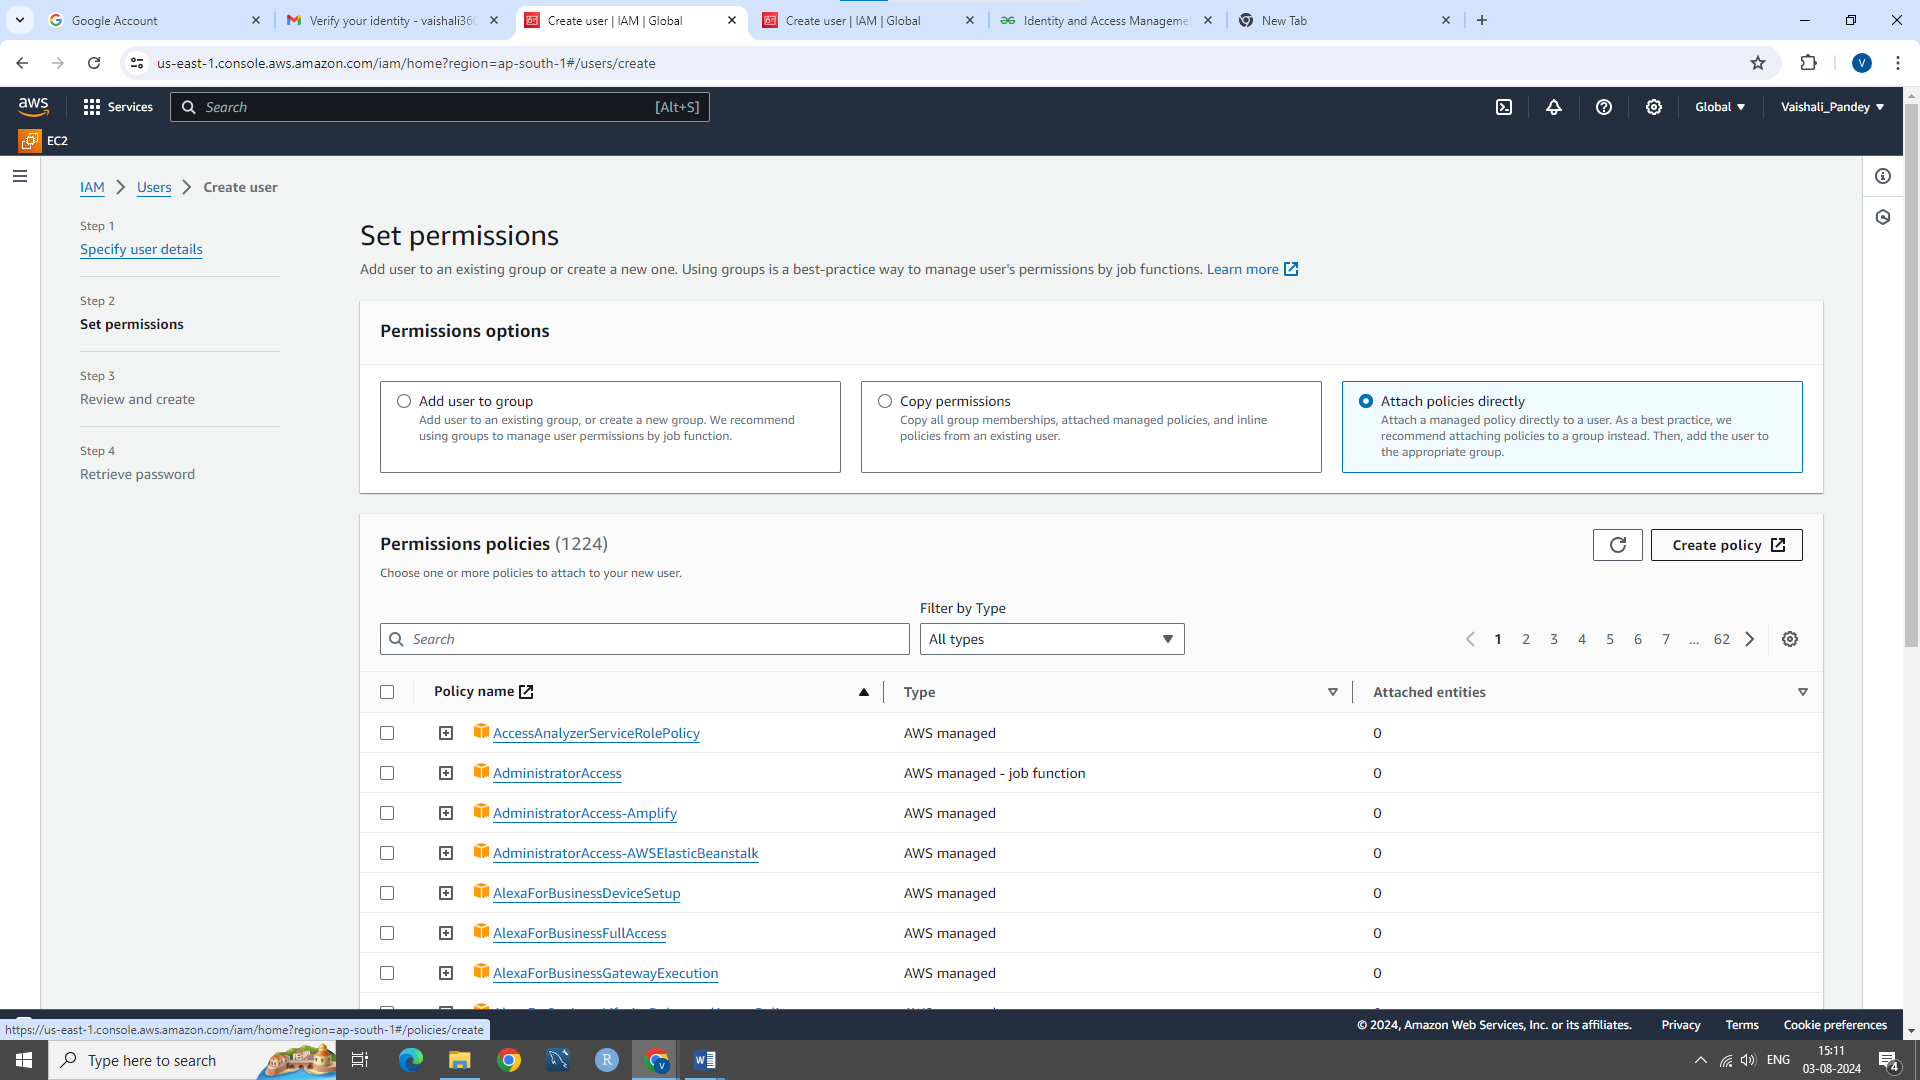 Google Account
Verify your identity - vaishali360
Create user | IAM | Global
Create user | IAM | Global
Identity and Access Manageme
New Tab
us-east-1.console.aws.amazon.com/iam/home?region=ap-south-1#/users/create
V
aws
Services
Search
[Alt+S]
Global
Vaishali_Pandey
EC2
IAM
Users
Create user
Step 1
Specify user details
Step 2
Set permissions
Step 3
Review and create
Step 4
Retrieve password
Set permissions
Add user to an existing group or create a new one. Using groups is a best-practice way to manage user's permissions by job functions. Learn more
Permissions options
Add user to group
Add user to an existing group, or create a new group. We recommend
using groups to manage user permissions by job function.
Copy permissions
Copy all group memberships, attached managed policies, and inline
policies from an existing user.
Attach policies directly
Attach a managed policy directly to a user. As a best practice, we
recommend attaching policies to a group instead. Then, add the user to
the appropriate group.
Permissions policies (1224)
Choose one or more policies to attach to your new user.
Create policy
Filter by Type
Search
All types
1 2 3 4 5 6 7 ... 62
Policy name
Type
Attached entities
AccessAnalyzerServiceRolePolicy AWS managed 0
AdministratorAccess AWS managed - job function 0
AdministratorAccess-Amplify AWS managed 0
AdministratorAccess-AWSElasticBeanstalk AWS managed 0
AlexaForBusinessDeviceSetup AWS managed 0
AlexaForBusinessFullAccess AWS managed 0
AlexaForBusinessGatewayExecution AWS managed 0
https://us-east-1.console.aws.amazon.com/iam/home?region=ap-south-1#/policies/create
© 2024, Amazon Web Services, Inc. or its affiliates.
Privacy
Terms
Cookie preferences
Type here to search
R
V
W
ENG
15:11
03-08-2024
4